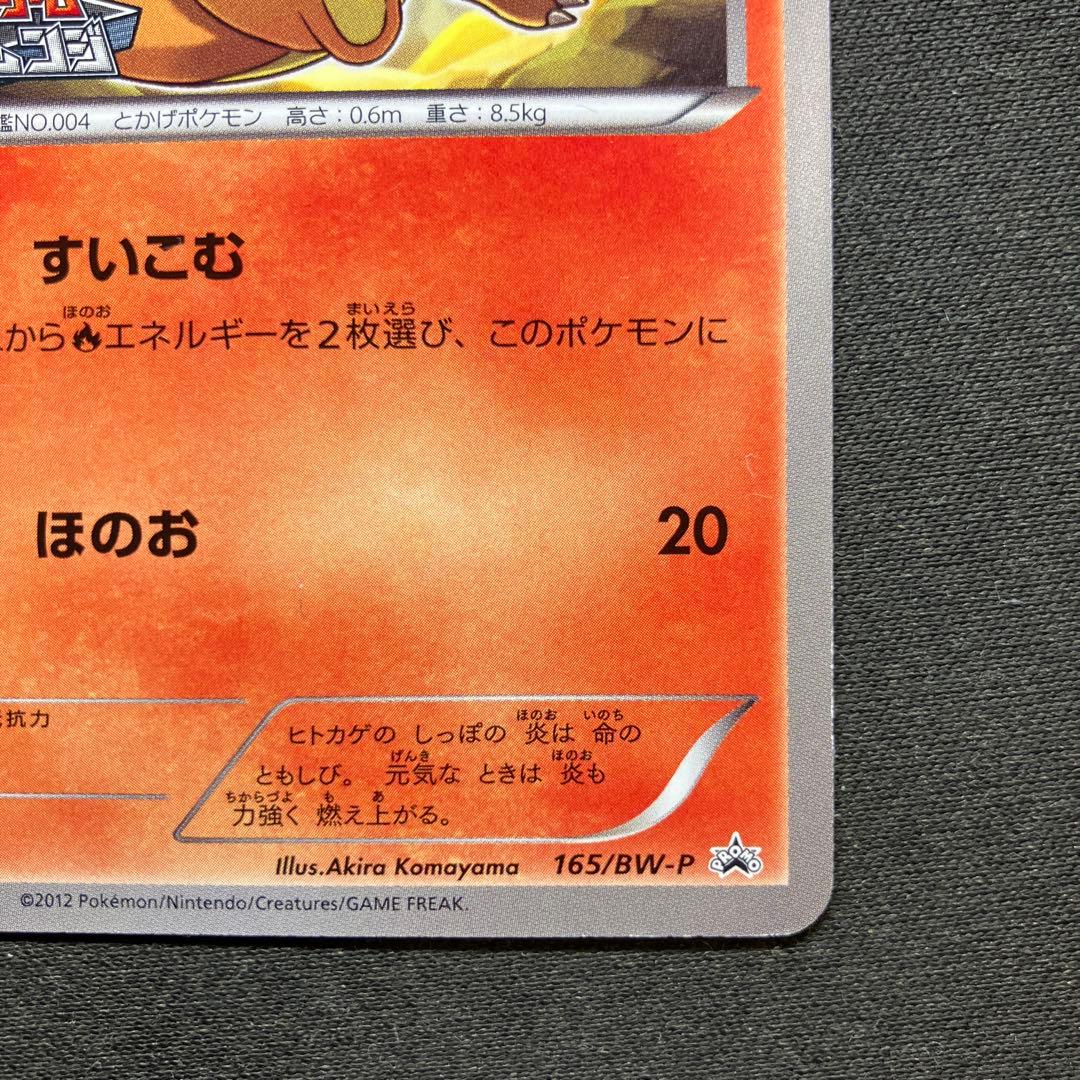 ンジ
NO.004 とかげポケモン 高さ：0.6m 重さ：8.5kg
すいこむ
ほのお まいえら
から エネルギーを２枚選び、このポケモンに
ほのお 20
抗力
ほのお いのち
ヒトカゲの しっぽの 炎は 命の
げんき ほのお
ともしび。 元気な ときは 炎も
ちからづよ も あ
力強く 燃え上がる。
Illus.Akira Komayama 165/BW-P PROMO
©2012 Pokémon/Nintendo/Creatures/GAME FREAK.